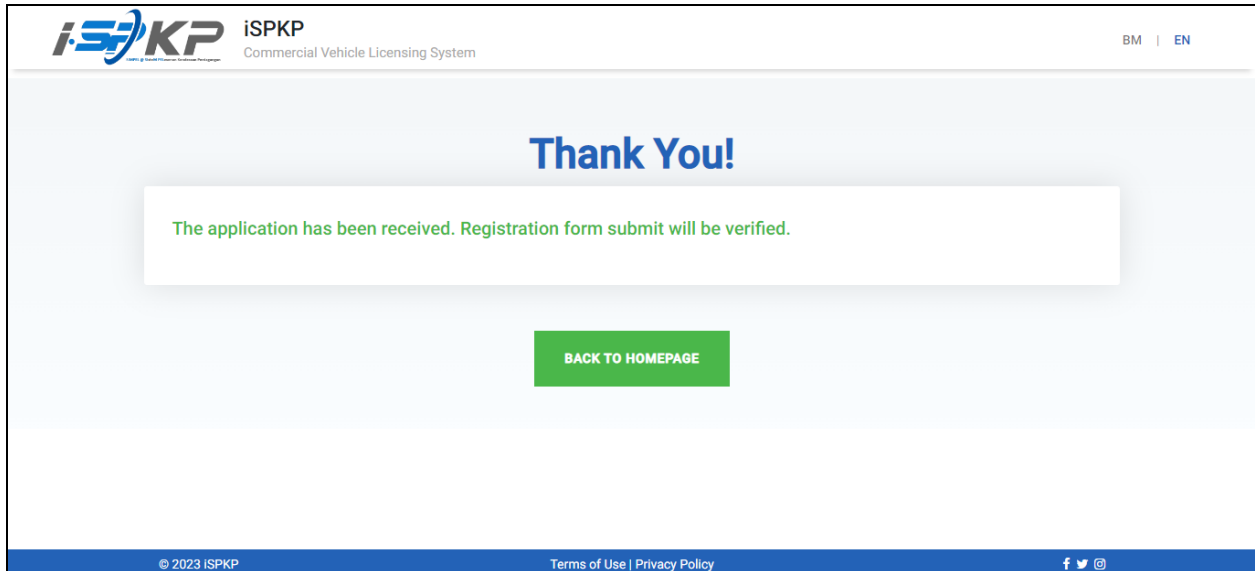 i.SPKP
iSPKP
Commercial Vehicle Licensing System
BM | EN
Thank You!
The application has been received. Registration form submit will be verified.
BACK TO HOMEPAGE
© 2023 iSPKP
Terms of Use | Privacy Policy